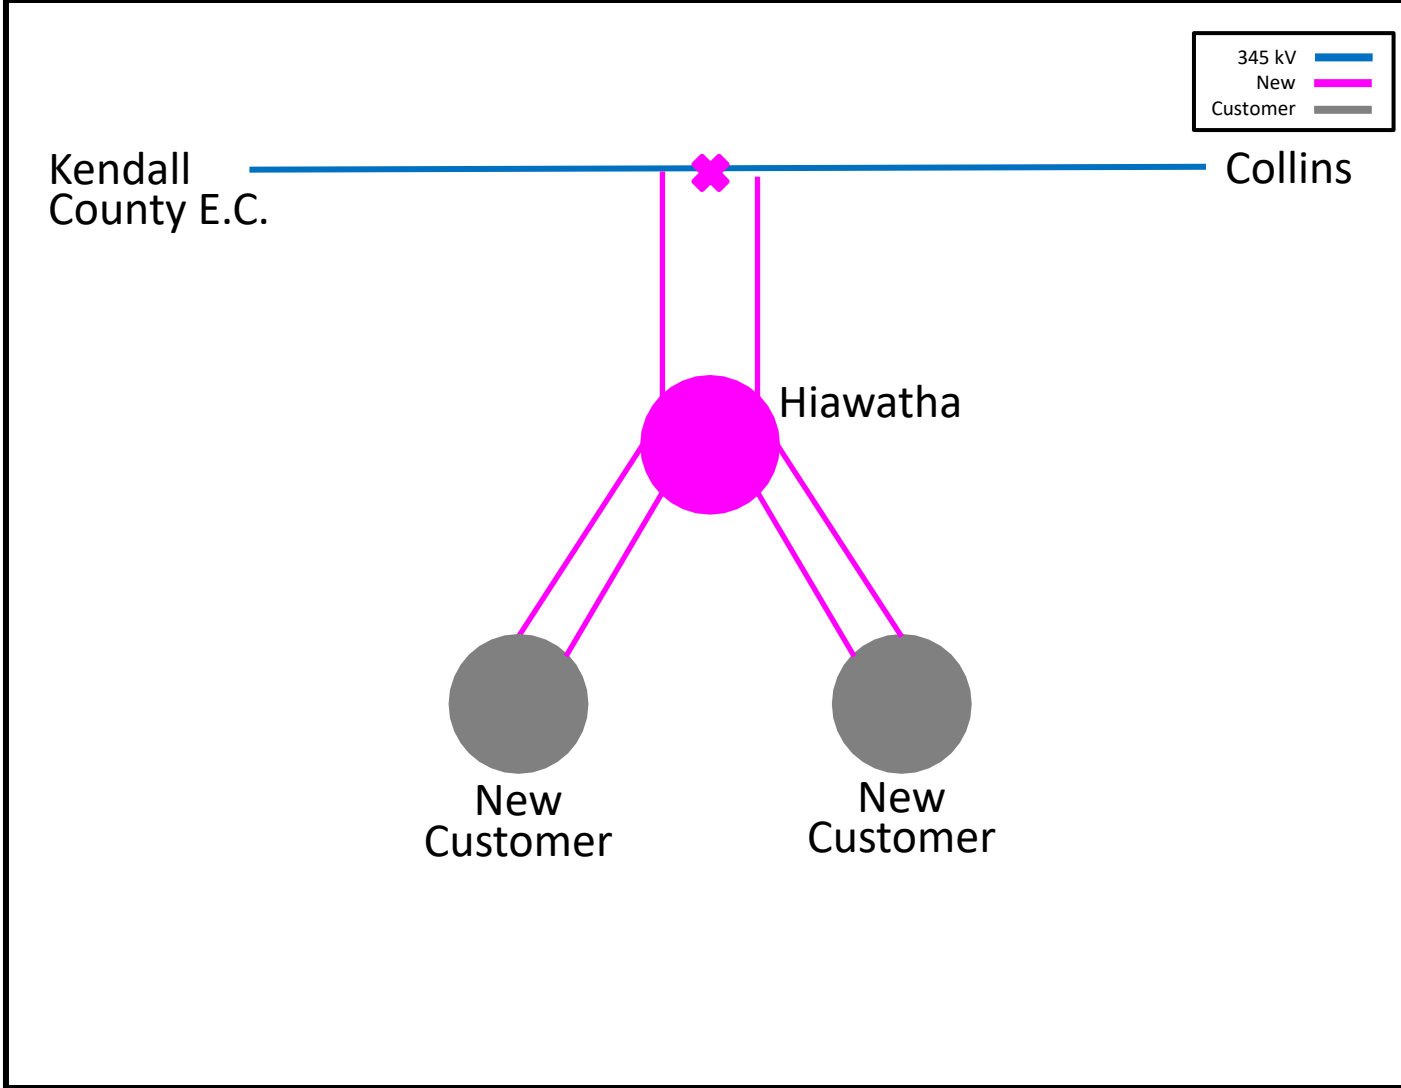 345 kV
New
Customer
Kendall
County E.C.
Collins
Hiawatha
New
Customer
New
Customer